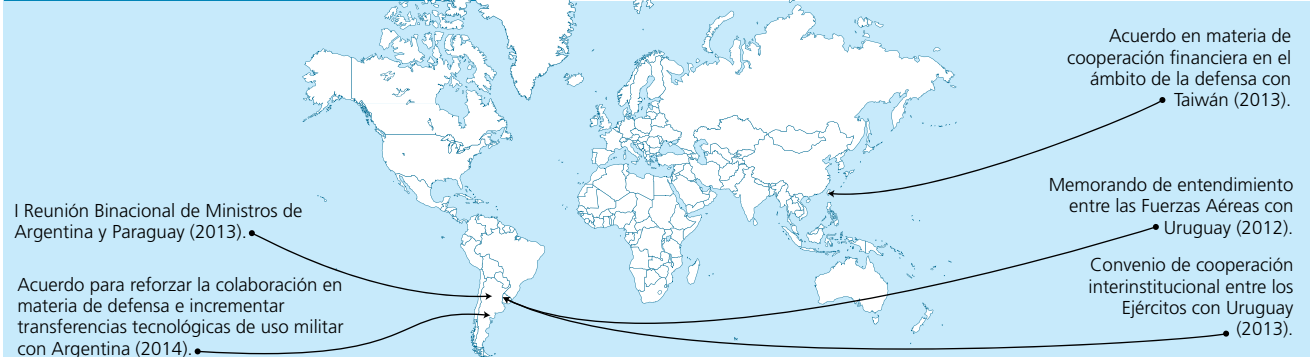 Acuerdo en materia de
cooperación financiera en el
ámbito de la defensa con
Taiwán (2013).
Memorando de entendimiento
entre las Fuerzas Aéreas con
Uruguay (2012).
Convenio de cooperación
interinstitucional entre los
Ejércitos con Uruguay
(2013).
I Reunión Binacional de Ministros de
Argentina y Paraguay (2013).
Acuerdo para reforzar la colaboración en
materia de defensa e incrementar
transferencias tecnológicas de uso militar
con Argentina (2014).